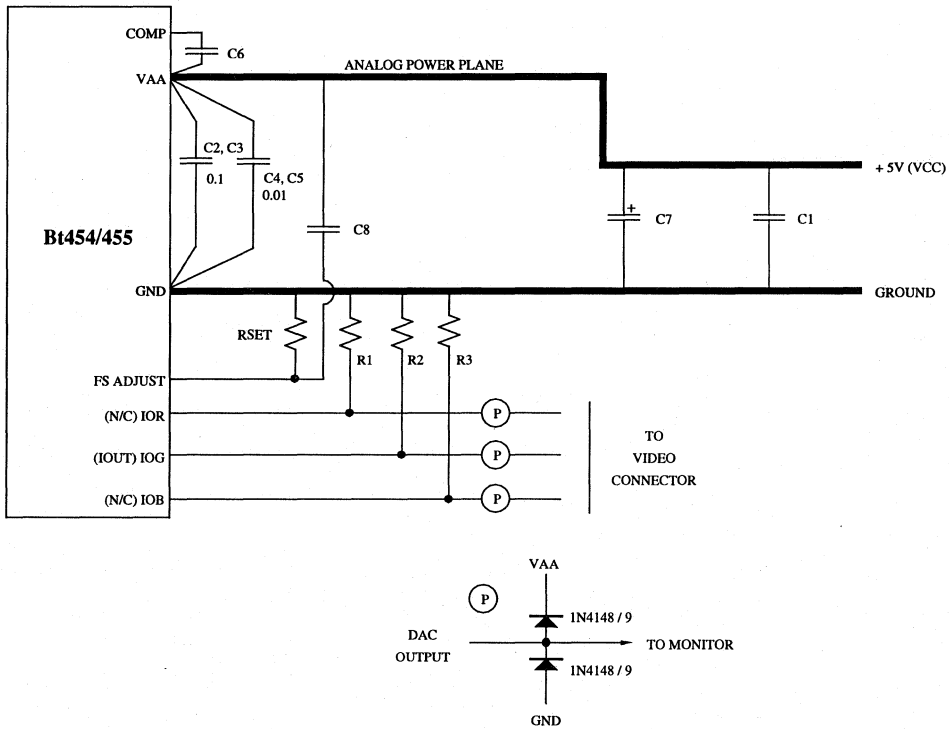 COMP
C6
ANALOG POWER PLANE
VAA
C2, C3
0.1
C4, C5
0.01
+ 5V (VCC)
+
C7
C1
C8
Bt454/455
GND
GROUND
RSET
R1
R2
R3
FS ADJUST
(N/C) IOR
P
(IOUT) IOG
P
(N/C) IOB
P
TO
VIDEO
CONNECTOR
VAA
P
1N4148 / 9
DAC
OUTPUT
TO MONITOR
1N4148 / 9
GND